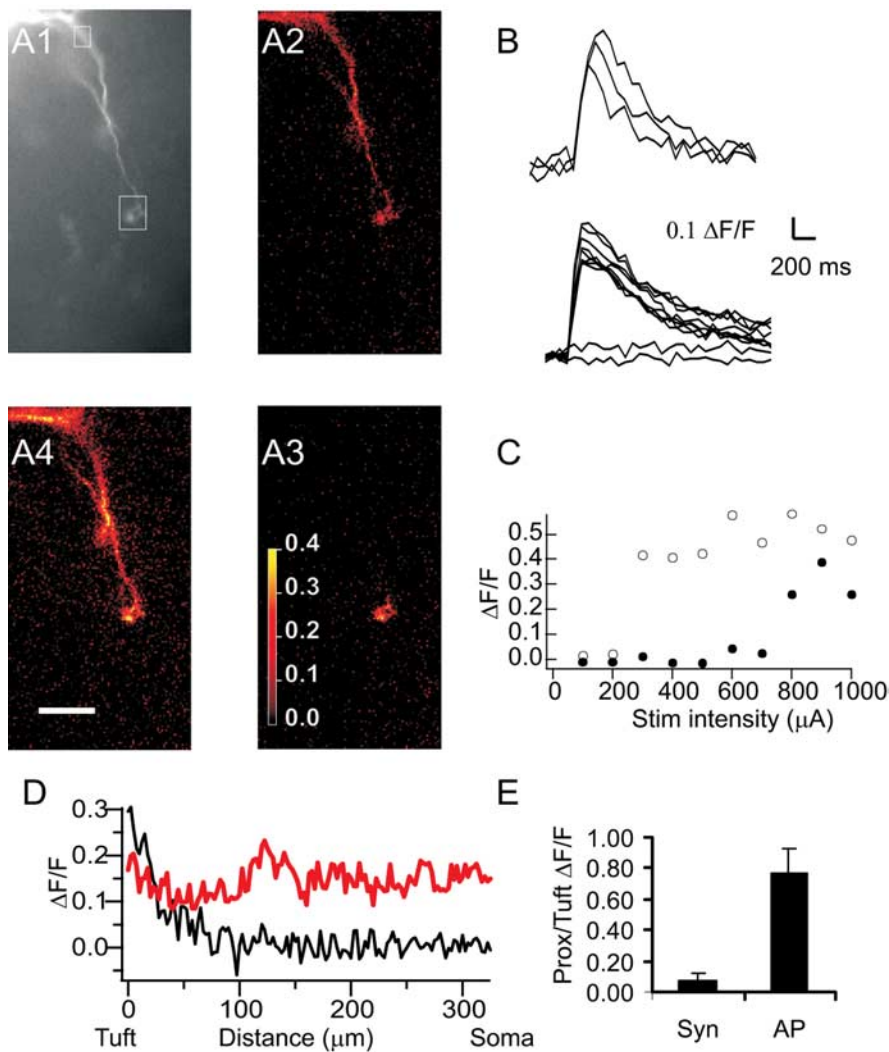 A1
A2
B
0.1 ΔF/F
200 ms
A4
A3
0.4
0.3
0.2
0.1
0.0
C
0.5
0.4
0.3
0.2
0.1
0.0
ΔF/F
0 200 400 600 800 1000
Stim intensity (μA)
D
0.3
0.2
0.1
0.0
ΔF/F
0 100 200 300
Tuft Distance (μm) Soma
E
1.00
0.80
0.60
0.40
0.20
0.00
Prox/Tuft ΔF/F
Syn AP